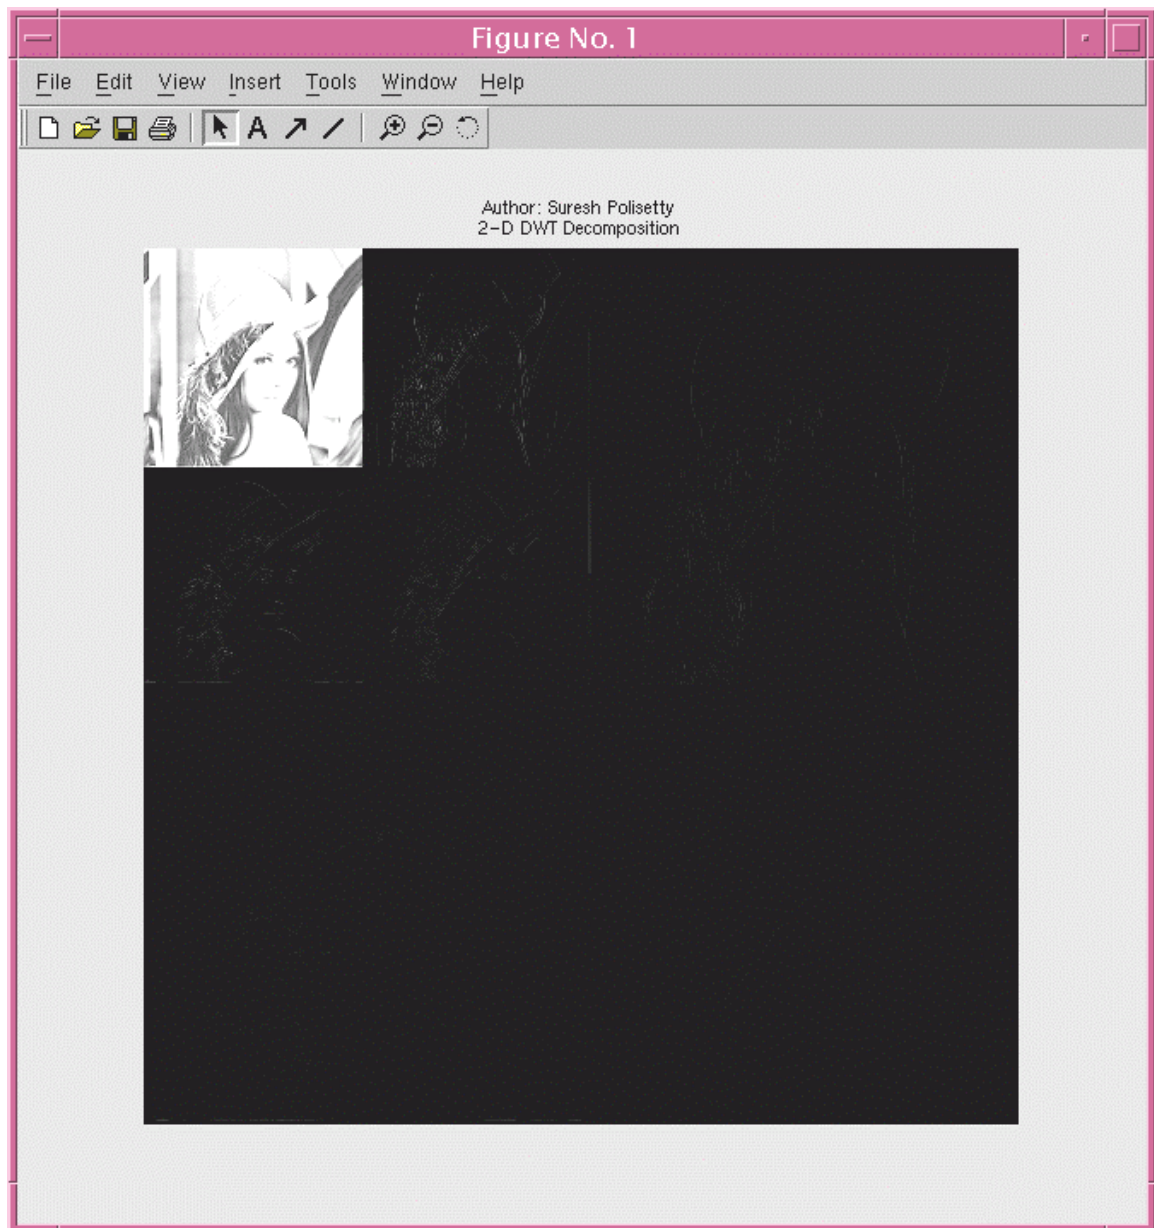 Figure No. 1
File Edit View Insert Tools Window Help
A
Author: Suresh Polisetty
2-D DWT Decomposition